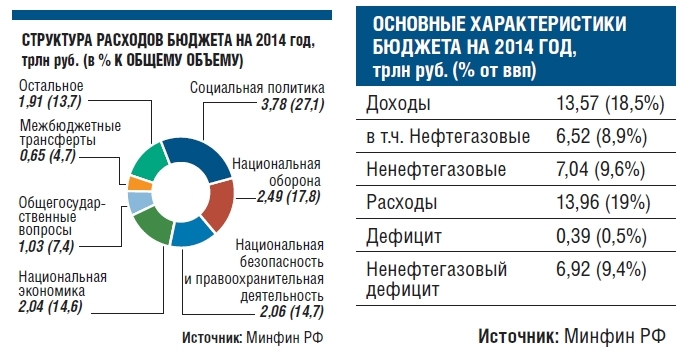 СТРУКТУРА РАСХОДОВ БЮДЖЕТА НА 2014 ГОД,
трлн руб. (в % К ОБЩЕМУ ОБЪЕМУ)
Остальное
1,91 (13,7)
Социальная политика
3,78 (27,1)
Межбюджетные
трансферты
0,65 (4,7)
Национальная
оборона
2,49 (17,8)
Общегосудар-
ственные
вопросы
1,03 (7,4)
Национальная
безопасность
и правоохранительная
деятельность
2,06 (14,7)
Национальная
экономика
2,04 (14,6)
Источник: Минфин РФ
ОСНОВНЫЕ ХАРАКТЕРИСТИКИ
БЮДЖЕТА НА 2014 ГОД,
трлн руб. (% от ввп)
Доходы 13,57 (18,5%)
в т.ч. Нефтегазовые 6,52 (8,9%)
Ненефтегазовые 7,04 (9,6%)
Расходы 13,96 (19%)
Дефицит 0,39 (0,5%)
Ненефтегазовый 6,92 (9,4%)
дефицит
Источник: Минфин РФ